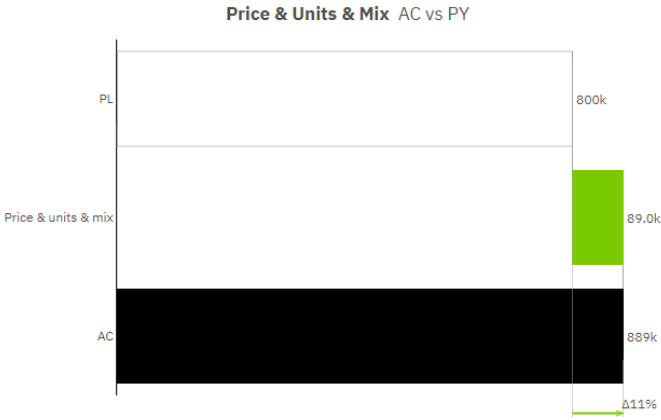 Price & Units & Mix AC vs PY
PL
800k
Price & units & mix
89.0k
AC
889k
Δ11%